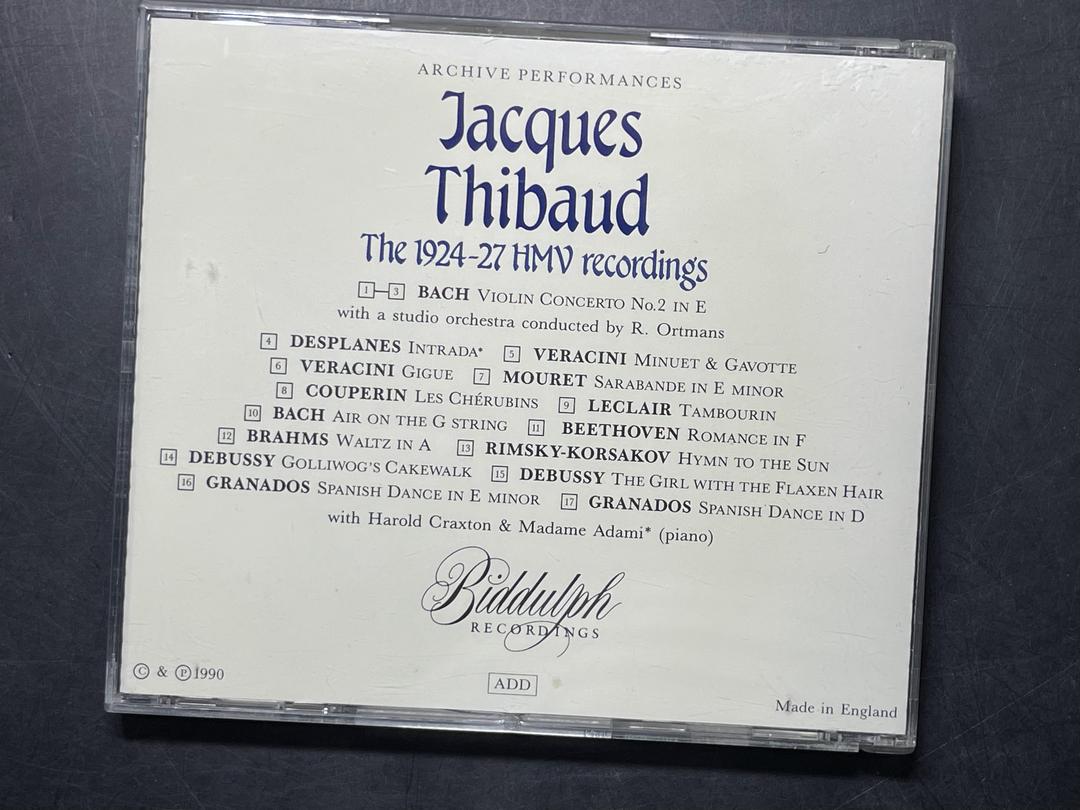 ARCHIVE PERFORMANCES
Jacques
Thibaud
The 1924-27 HMV recordings
1–3 BACH VIOLIN CONCERTO NO.2 IN E
with a studio orchestra conducted by R. Ortmans
4 DESPLANES INTRADA* 5 VERACINI MINUET & GAVOTTE
6 VERACINI GIGUE 7 MOURET SARABANDE IN E MINOR
8 COUPERIN LES CHÉRUBINS 9 LECLAIR TAMBOURIN
10 BACH AIR ON THE G STRING 11 BEETHOVEN ROMANCE IN F
12 BRAHMS WALTZ IN A 13 RIMSKY-KORSAKOV HYMN TO THE SUN
14 DEBUSSY GOLLIWOG'S CAKEWALK 15 DEBUSSY THE GIRL WITH THE FLAXEN HAIR
16 GRANADOS SPANISH DANCE IN E MINOR 17 GRANADOS SPANISH DANCE IN D
with Harold Craxton & Madame Adami* (piano)
Biddulph
RECORDINGS
© & ℗1990
ADD
Made in England